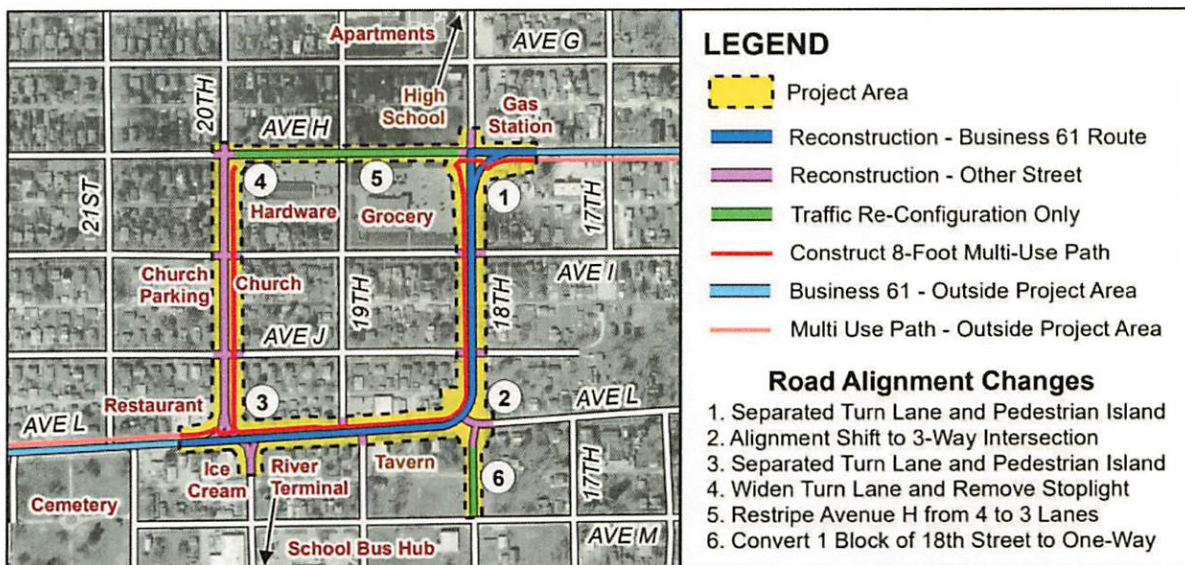 Apartments
AVE G
20TH
High
School
Gas
Station
AVE H
4
5
1
21ST
Hardware
Grocery
17TH
Church
Parking
Church
AVE I
19TH
18TH
AVE J
Restaurant
3
2
AVE L
AVE L
Ice
Cream
River
Terminal
Tavern
6
17TH
Cemetery
School Bus Hub
AVE M
LEGEND
Project Area
Reconstruction - Business 61 Route
Reconstruction - Other Street
Traffic Re-Configuration Only
Construct 8-Foot Multi-Use Path
Business 61 - Outside Project Area
Multi Use Path - Outside Project Area
Road Alignment Changes
1. Separated Turn Lane and Pedestrian Island
2. Alignment Shift to 3-Way Intersection
3. Separated Turn Lane and Pedestrian Island
4. Widen Turn Lane and Remove Stoplight
5. Restripe Avenue H from 4 to 3 Lanes
6. Convert 1 Block of 18th Street to One-Way